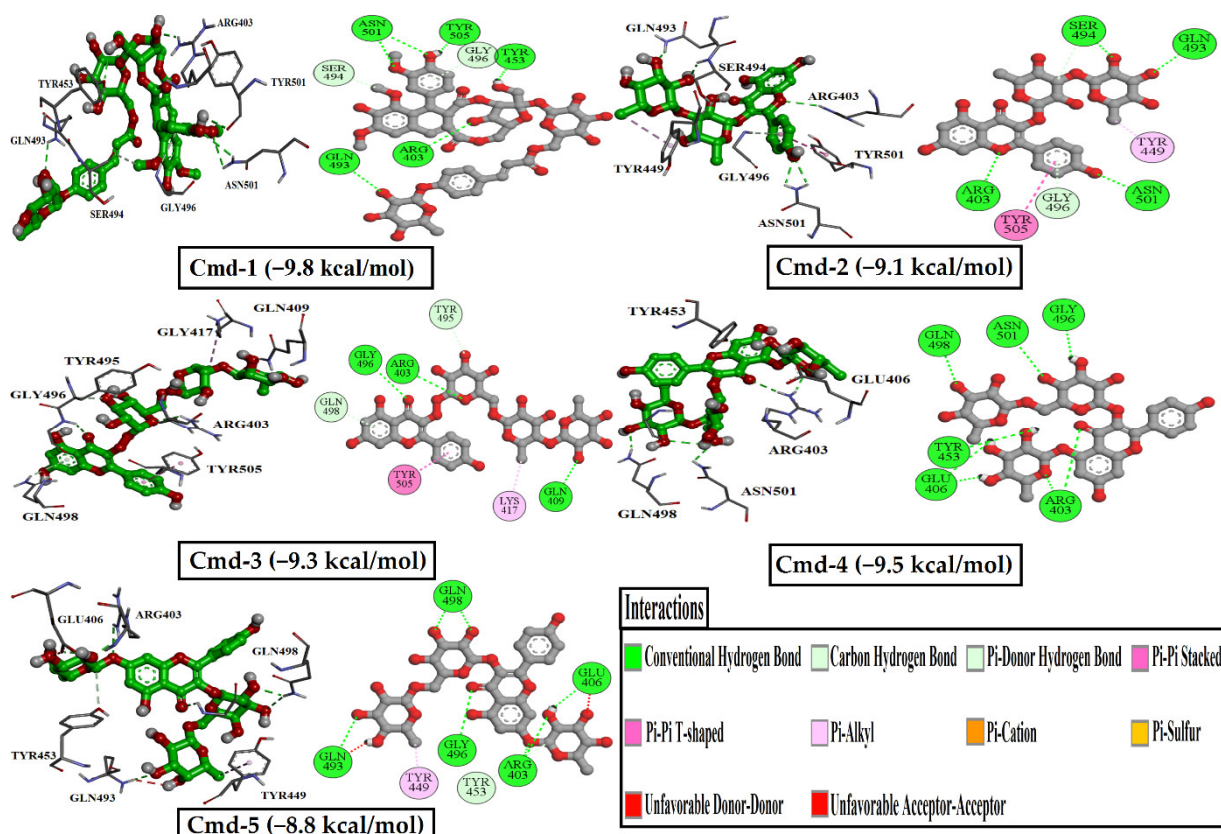 ARG403
TYR453
TYR501
GLN493
ASN501
SER494
GLY496
ASN 501
TYR 505
GLY 496
TYR 453
SER 494
ARG 403
GLN 493
Cmd-1 (−9.8 kcal/mol)
GLN493
SER494
ARG403
TYR449
GLY496
TYR501
ASN501
SER 494
GLN 493
TYR 449
ARG 403
GLY 496
ASN 501
TYR 505
Cmd-2 (−9.1 kcal/mol)
GLN409
GLY417
TYR495
GLY496
ARG403
TYR505
GLN498
TYR 495
GLY 496
ARG 403
GLN 498
TYR 505
LYS 417
GLN 409
Cmd-3 (−9.3 kcal/mol)
TYR453
GLU406
ARG403
ASN501
GLN498
GLY 496
ASN 501
GLN 498
TYR 453
GLU 406
ARG 403
Cmd-4 (−9.5 kcal/mol)
GLU406
ARG403
GLN498
TYR453
GLN493
TYR449
GLN 498
GLU 406
GLN 493
GLY 496
ARG 403
TYR 449
TYR 453
Cmd-5 (−8.8 kcal/mol)
Interactions
Conventional Hydrogen Bond
Carbon Hydrogen Bond
Pi-Donor Hydrogen Bond
Pi-Pi Stacked
Pi-Pi T-shaped
Pi-Alkyl
Pi-Cation
Pi-Sulfur
Unfavorable Donor-Donor
Unfavorable Acceptor-Acceptor